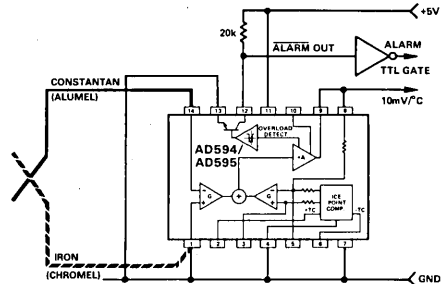 +5V
20k
ALARM OUT
ALARM
TTL GATE
CONSTANTAN
(ALUMEL)
10mV/°C
14 13 12 11 10 9 8
OVERLOAD
DETECT
AD594/
AD595
+A
G
+
G
ICE
POINT
COMP
+TC
-TC
1 2 3 4 5 6 7
IRON
(CHROMEL)
GND